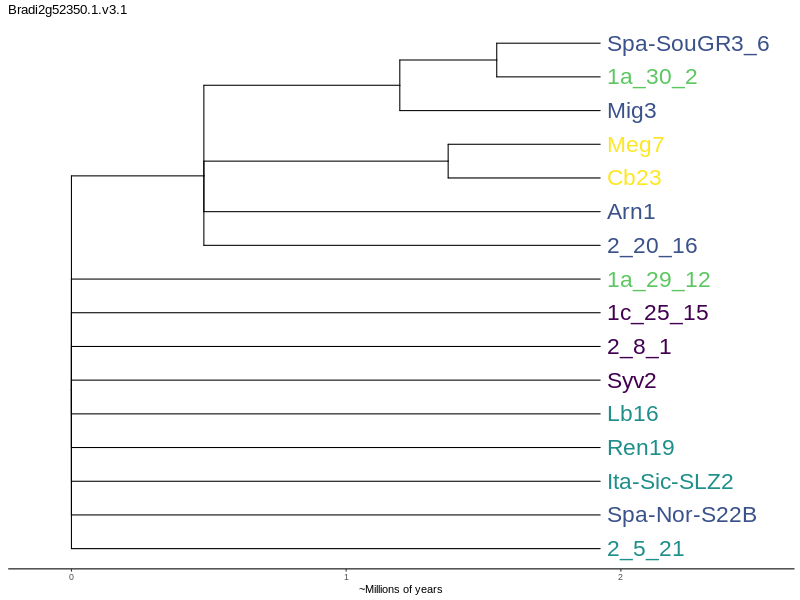 Bradi2g52350.1.v3.1
Spa-SouGR3_6
1a_30_2
Mig3
Meg7
Cb23
Arn1
2_20_16
1a_29_12
1c_25_15
2_8_1
Syv2
Lb16
Ren19
Ita-Sic-SLZ2
Spa-Nor-S22B
2_5_21
0 1 2
~Millions of years